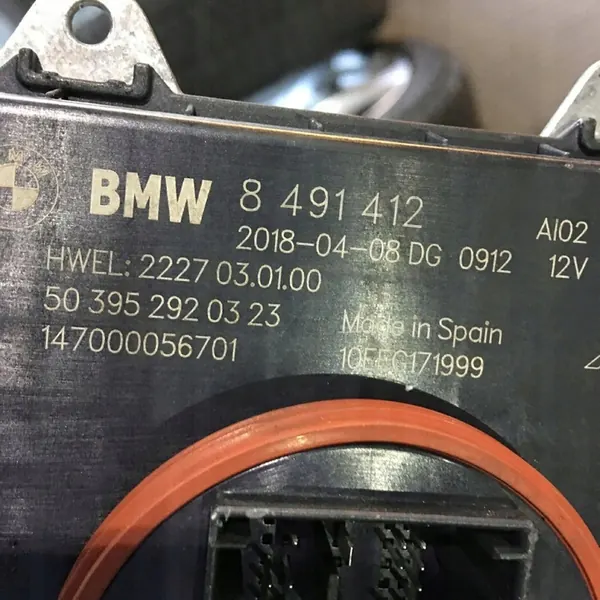 BMW 8 491 412
2018-04-08 DG 0912
AI02
12V
HWEL: 2227 03.01.00
50 395 292 03 23
147000056701
Made in Spain